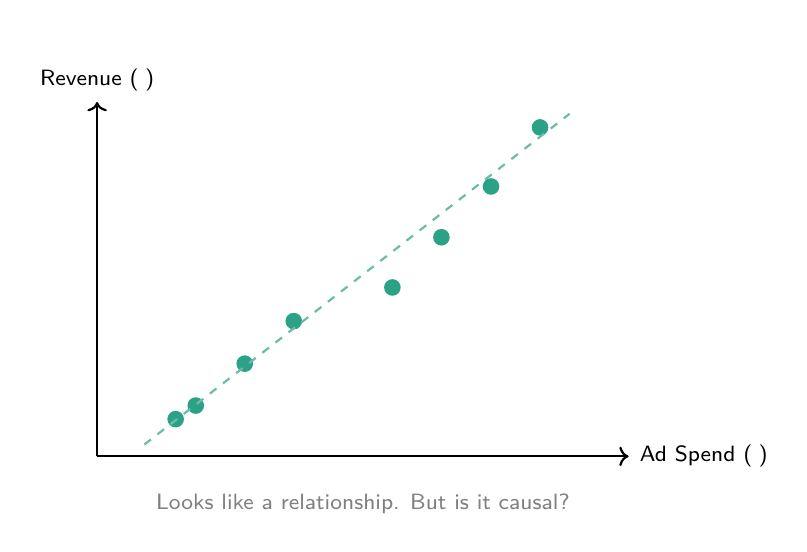 Revenue ( )
Ad Spend ( )
Looks like a relationship. But is it causal?